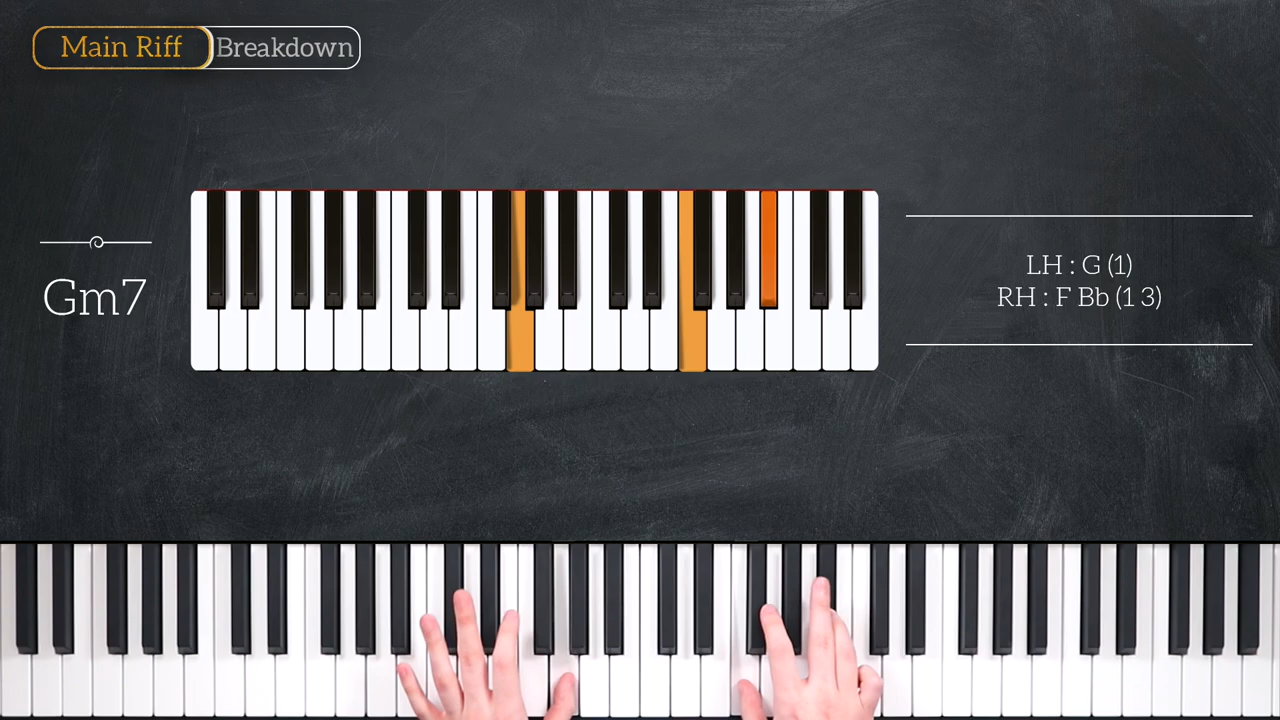 Main Riff Breakdown
Gm7
LH : G (1)
RH : F Bb (1 3)